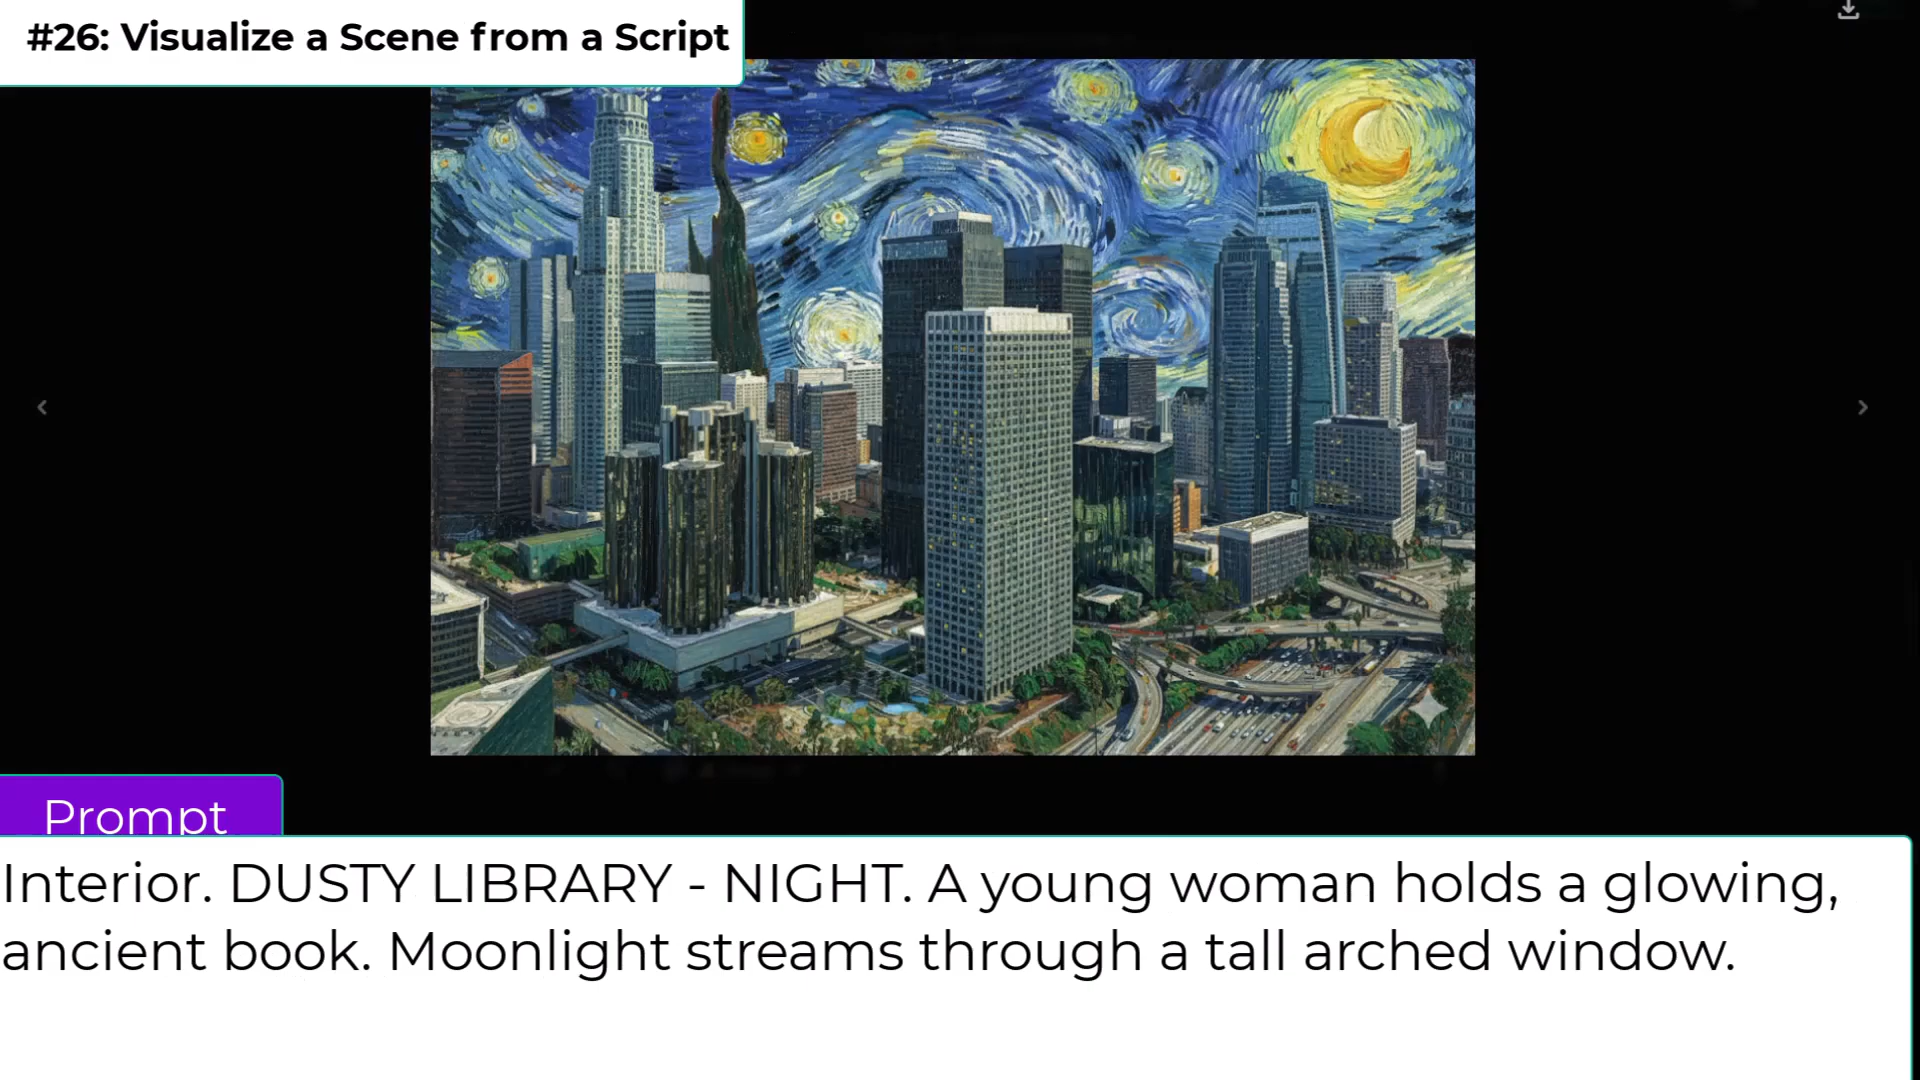 #26: Visualize a Scene from a Script
Prompt
Interior. DUSTY LIBRARY - NIGHT. A young woman holds a glowing,
ancient book. Moonlight streams through a tall arched window.